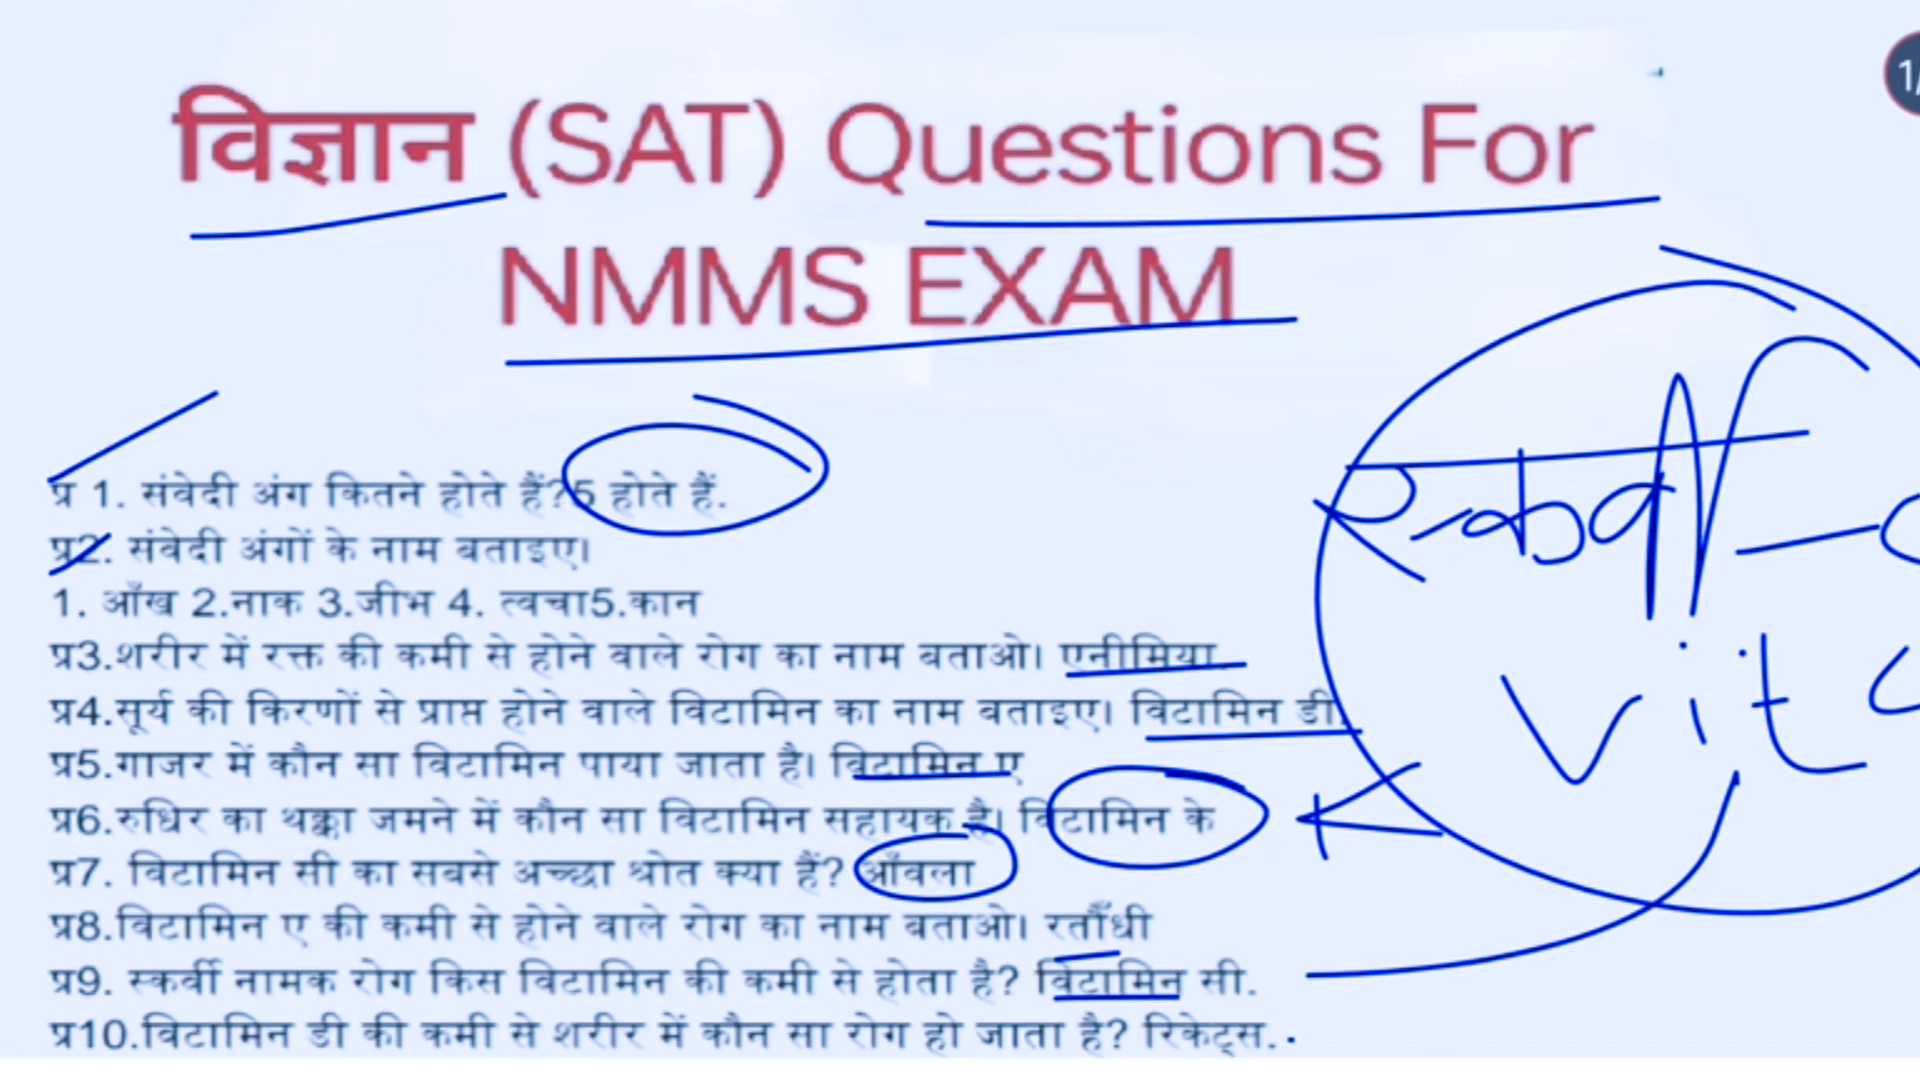 विज्ञान (SAT) Questions For
NMMS EXAM
प्र 1. संवेदी अंग कितने होते हैं?5 होते हैं.
प्र2. संवेदी अंगों के नाम बताइए।
1. आँख 2.नाक 3.जीभ 4. त्वचा5.कान
प्र3.शरीर में रक्त की कमी से होने वाले रोग का नाम बताओ। एनीमिया.
प्र4.सूर्य की किरणों से प्राप्त होने वाले विटामिन का नाम बताइए। विटामिन डी.
प्र5.गाजर में कौन सा विटामिन पाया जाता है। विटामिन ए
प्र6.रुधिर का थक्का जमने में कौन सा विटामिन सहायक है। विटामिन के
प्र7. विटामिन सी का सबसे अच्छा श्रोत क्या हैं? आँवला
प्र8.विटामिन ए की कमी से होने वाले रोग का नाम बताओ। रतौंधी
प्र9. स्कर्वी नामक रोग किस विटामिन की कमी से होता है? विटामिन सी.
प्र10.विटामिन डी की कमी से शरीर में कौन सा रोग हो जाता है? रिकेट्स.
vit
K